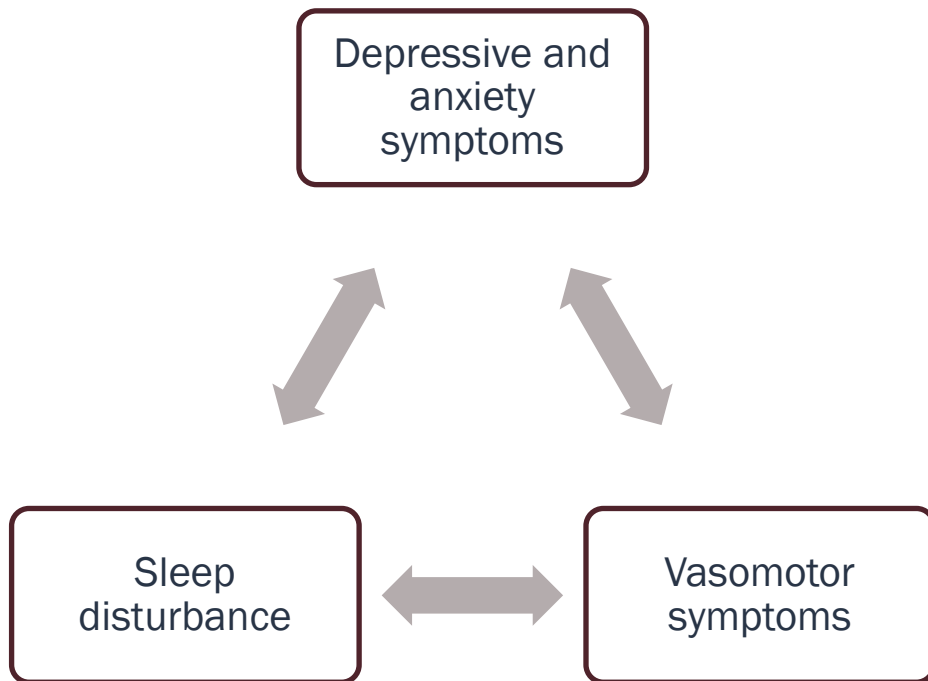 Depressive and
anxiety
symptoms
Sleep
disturbance
Vasomotor
symptoms